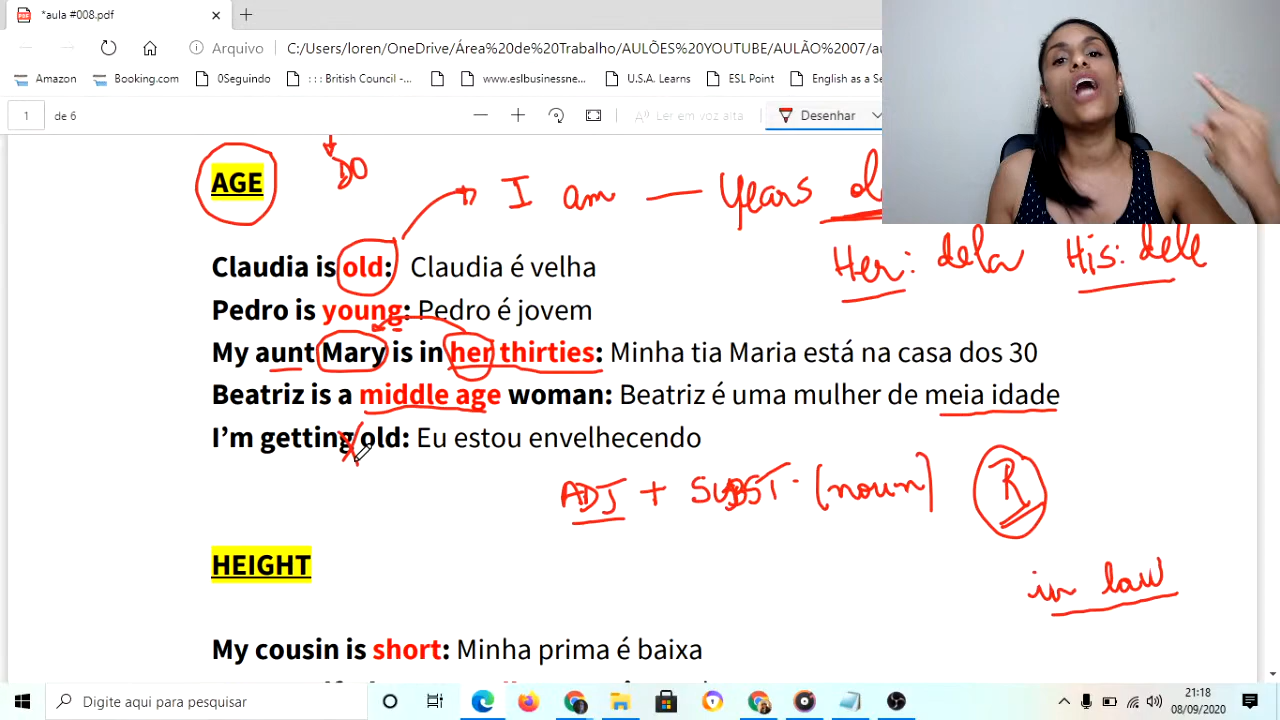 *aula #008.pdf
Arquivo C:/Users/loren/OneDrive/Área%20de%20Trabalho/AULÕES%20YOUTUBE/AULÃO%2007/au
Amazon Booking.com 0Seguindo : : : British Council -... www.eslbusinessne... U.S.A. Learns ESL Point English as a Se
1 de 6 Ler em voz alta Desenhar
DO
AGE I am — Years
Her: dela His: dele
Claudia is old: Claudia é velha
Pedro is young: Pedro é jovem
My aunt Mary is in her thirties: Minha tia Maria está na casa dos 30
Beatriz is a middle age woman: Beatriz é uma mulher de meia idade
I'm getting old: Eu estou envelhecendo
ADJ + SUBST. (noun) R
HEIGHT
in law
My cousin is short: Minha prima é baixa
Digite aqui para pesquisar
21:18
08/09/2020